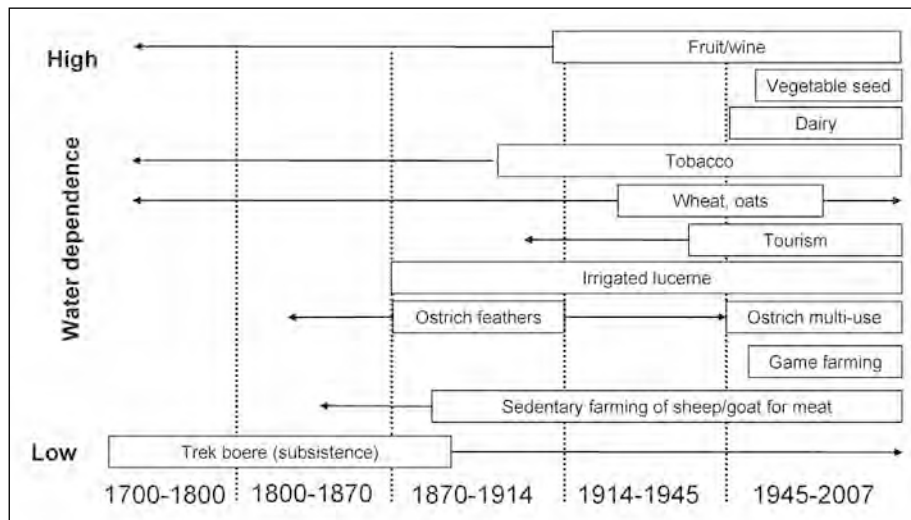 High
Fruit/wine
Vegetable seed
Dairy
Tobacco
Wheat, oats
Tourism
Irrigated lucerne
Ostrich feathers
Ostrich multi-use
Game farming
Sedentary farming of sheep/goat for meat
Low
Trek boere (subsistence)
Water dependence
1700-1800
1800-1870
1870-1914
1914-1945
1945-2007